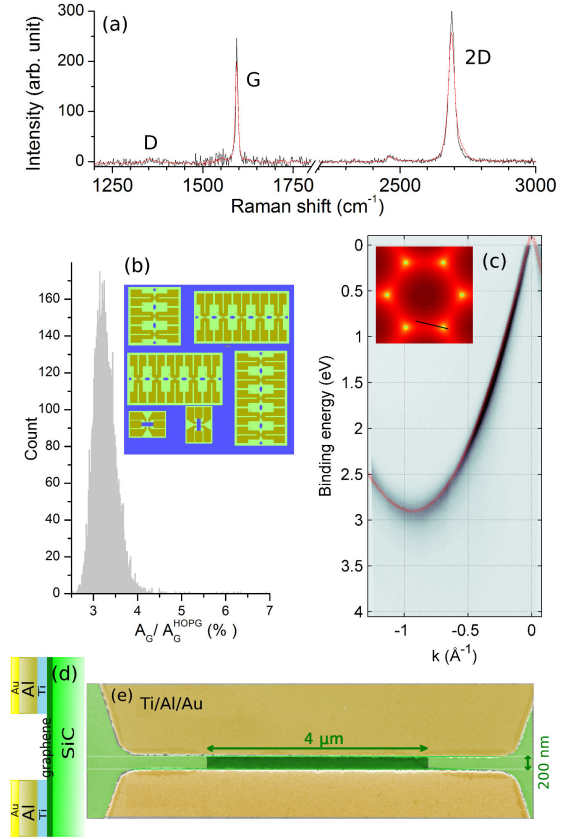 (a)
300
200
100
0
Intensity (arb. unit)
D
G
2D
1250
1500
1750
2500
3000
Raman shift (cm⁻¹)
(b)
160
140
120
100
80
60
40
20
0
Count
3
4
5
6
7
A_G / A_G^HOPG (%)
(c)
0
0.5
1
1.5
2
2.5
3
3.5
4
Binding energy (eV)
-1
-0.5
0
k (Å⁻¹)
(d)
Au
Al
Ti
graphene
SiC
Au
Al
Ti
(e)
Ti/Al/Au
4 µm
200 nm